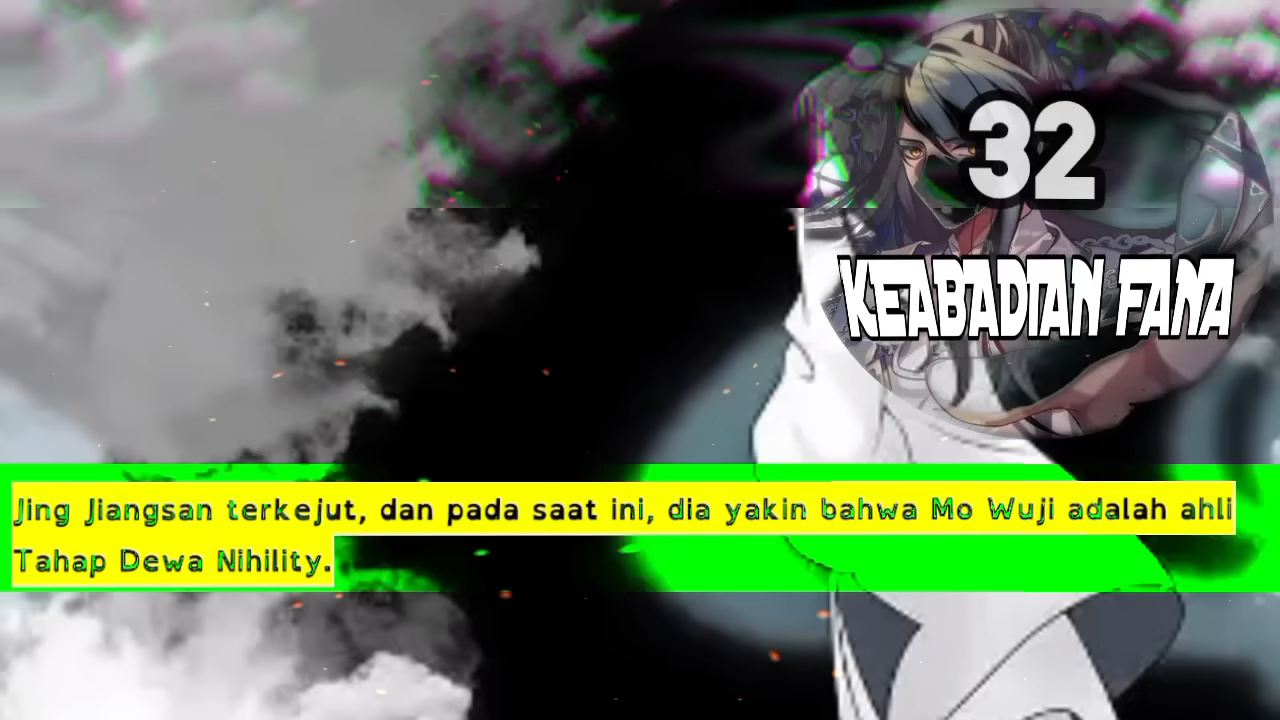 32
KEABADIAN FANA
Jing Jiangsan terkejut, dan pada saat ini, dia yakin bahwa Mo Wuji adalah ahli
Tahap Dewa Nihility.